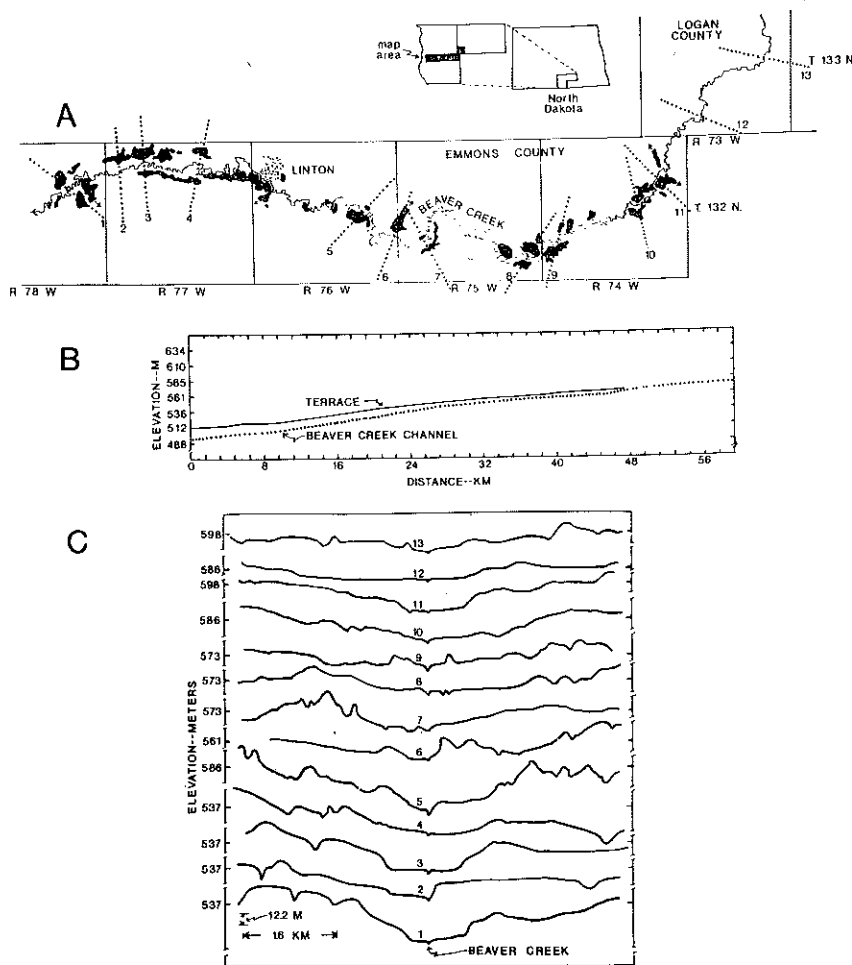 LOGAN
COUNTY
map
area
T 133 N.
13
North
Dakota
12
R 73 W
A
EMMONS COUNTY
LINTON
BEAVER CREEK
T. 132 N.
11
1
2
3
4
5
6
7
8
9
10
R 78 W
R 77 W
R 76 W
R 75 W
R 74 W
B
ELEVATION--M
634
610
585
561
536
512
488
TERRACE
BEAVER CREEK CHANNEL
0
8
16
24
32
40
48
56
DISTANCE--KM
C
ELEVATION--METERS
598
13
586
12
598
11
586
10
573
9
573
8
573
7
561
6
586
5
537
4
537
3
537
2
537
1
12.2 M
1.6 KM
BEAVER CREEK